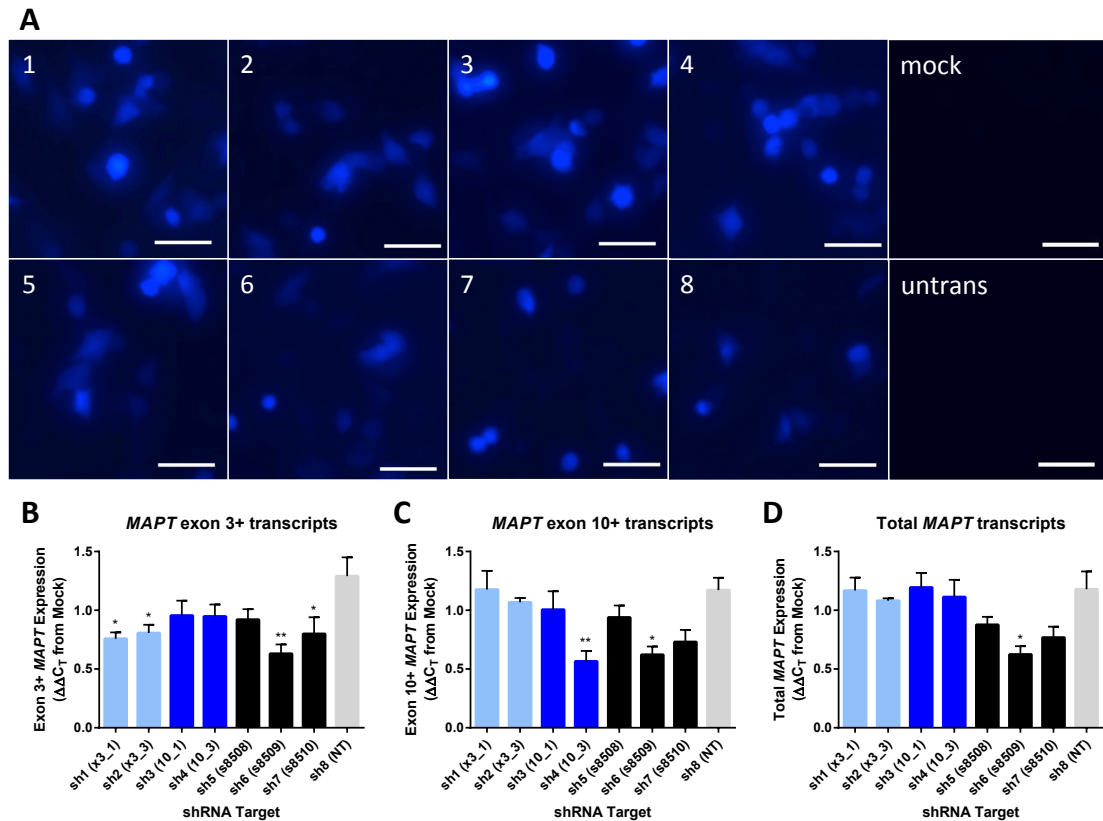 A
1
2
3
4
mock
5
6
7
8
untrans
B
MAPT exon 3+ transcripts
Exon 3+ MAPT Expression
(ΔΔCT from Mock)
1.5
1.0
0.5
0.0
*
*
**
*
sh1 (x3_1)
sh2 (x3_3)
sh3 (10_1)
sh4 (10_3)
sh5 (s8508)
sh6 (s8509)
sh7 (s8510)
sh8 (NT)
shRNA Target
C
MAPT exon 10+ transcripts
Exon 10+ MAPT Expression
(ΔΔCT from Mock)
1.5
1.0
0.5
0.0
**
*
sh1 (x3_1)
sh2 (x3_3)
sh3 (10_1)
sh4 (10_3)
sh5 (s8508)
sh6 (s8509)
sh7 (s8510)
sh8 (NT)
shRNA Target
D
Total MAPT transcripts
Total MAPT Expression
(ΔΔCT from Mock)
1.5
1.0
0.5
0.0
*
sh1 (x3_1)
sh2 (x3_3)
sh3 (10_1)
sh4 (10_3)
sh5 (s8508)
sh6 (s8509)
sh7 (s8510)
sh8 (NT)
shRNA Target